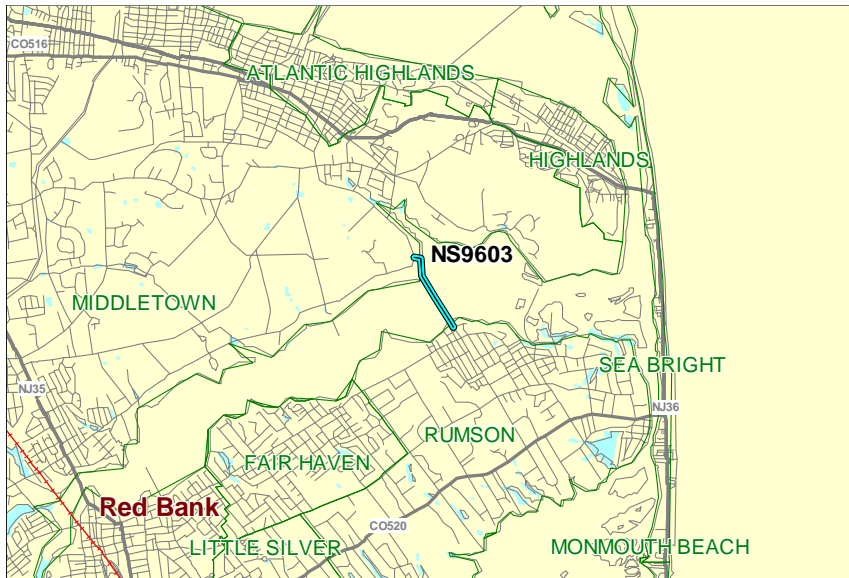 CO516
ATLANTIC HIGHLANDS
HIGHLANDS
NS9603
MIDDLETOWN
SEA BRIGHT
NJ35
NJ36
RUMSON
FAIR HAVEN
Red Bank
CO520
LITTLE SILVER
MONMOUTH BEACH